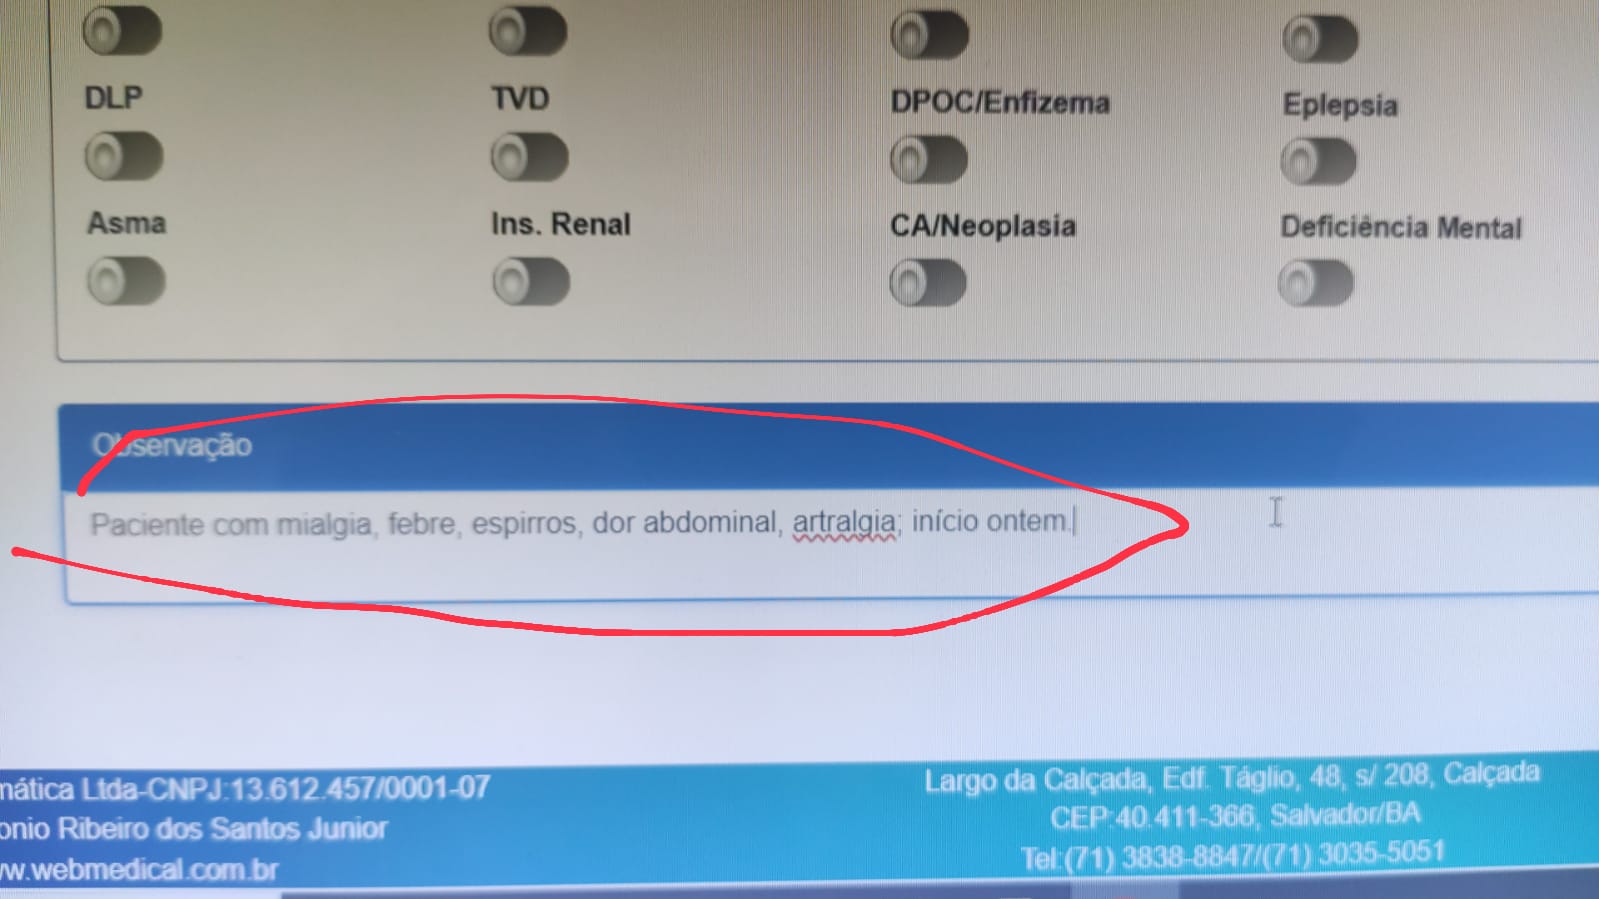 DLP TVD DPOC/Enfizema Eplepsia
Asma Ins. Renal CA/Neoplasia Deficiência Mental
Observação
Paciente com mialgia, febre, espirros, dor abdominal, artralgia; início ontem.
mática Ltda-CNPJ:13.612.457/0001-07
onio Ribeiro dos Santos Junior
w.webmedical.com.br
Largo da Calçada, Edf. Táglio, 48, s/ 208, Calçada
CEP:40.411-366, Salvador/BA
Tel:(71) 3838-8847/(71) 3035-5051